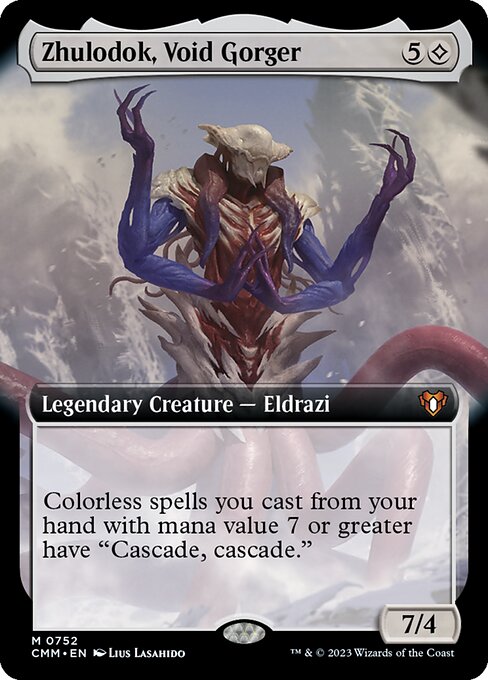 Zhulodok, Void Gorger 5
Legendary Creature — Eldrazi
Colorless spells you cast from your
hand with mana value 7 or greater
have “Cascade, cascade.”
7/4
M 0752
CMM • EN Lius Lasahido
™ & © 2023 Wizards of the Coast